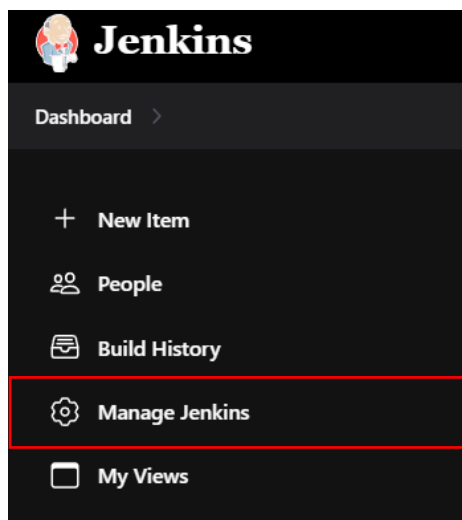 Jenkins
Dashboard
New Item
People
Build History
Manage Jenkins
My Views